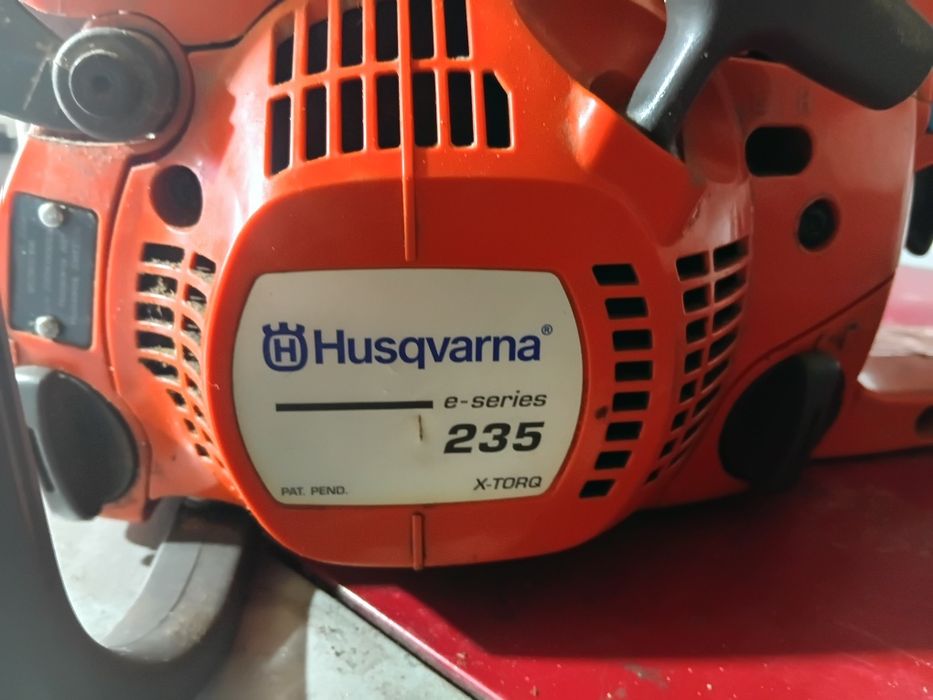 Husqvarna®
e-series
235
PAT. PEND.
X-TORQ